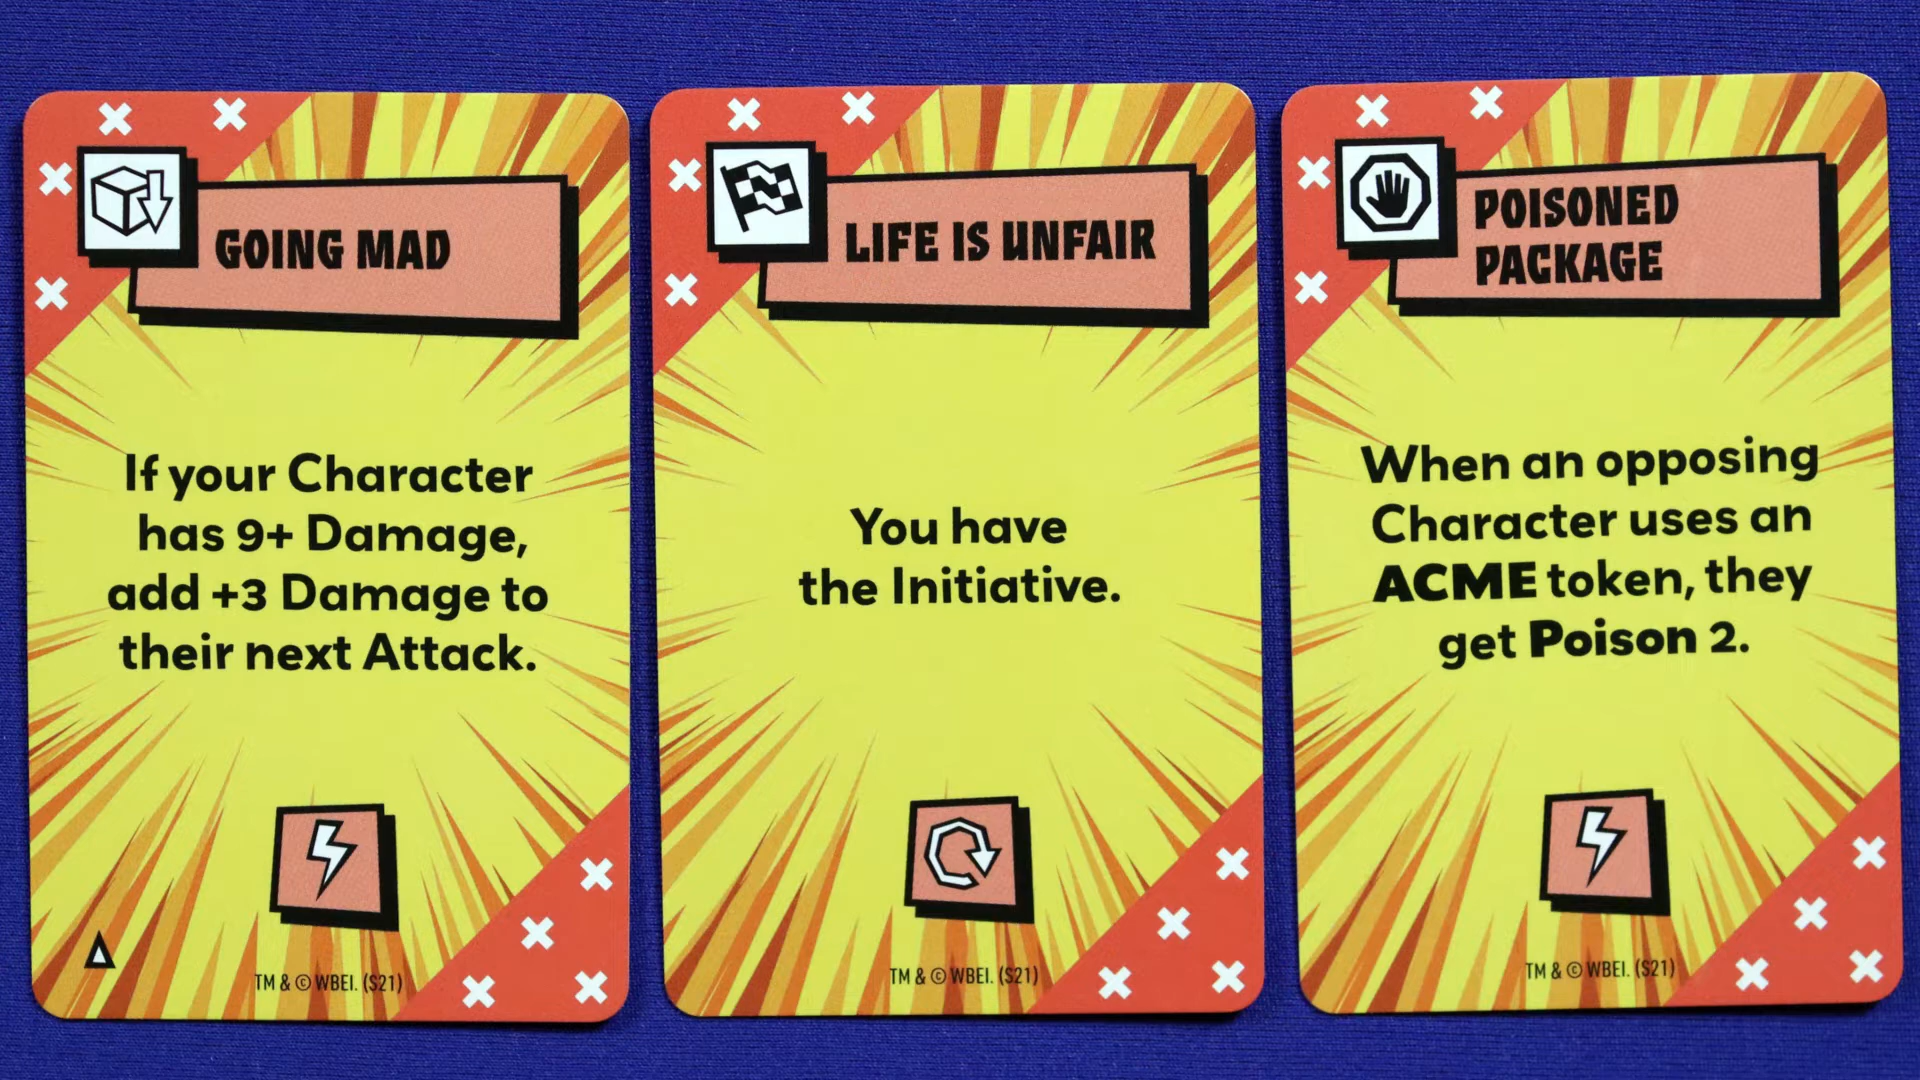 GOING MAD
If your Character
has 9+ Damage,
add +3 Damage to
their next Attack.
TM & © WBEI. (S21)
LIFE IS UNFAIR
You have
the Initiative.
TM & © WBEI. (S21)
POISONED
PACKAGE
When an opposing
Character uses an
ACME token, they
get Poison 2.
TM & © WBEI. (S21)